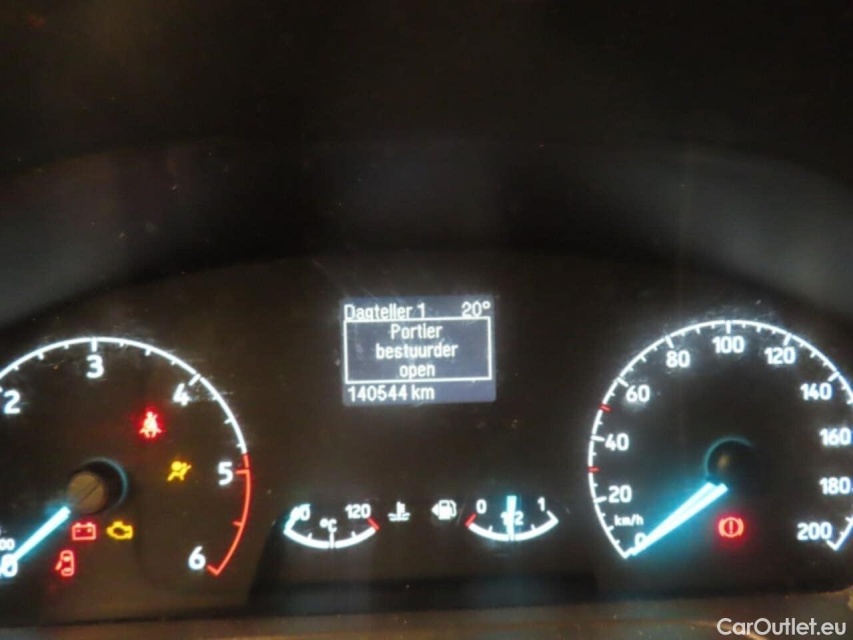 Dagteller 1 20°
Portier
bestuurder
open
140544 km
2 3 4 5 6
°C 120
0 1/2 1
0 20 40 60 80 100 120 140 160 180 200
km/h
CarOutlet.eu